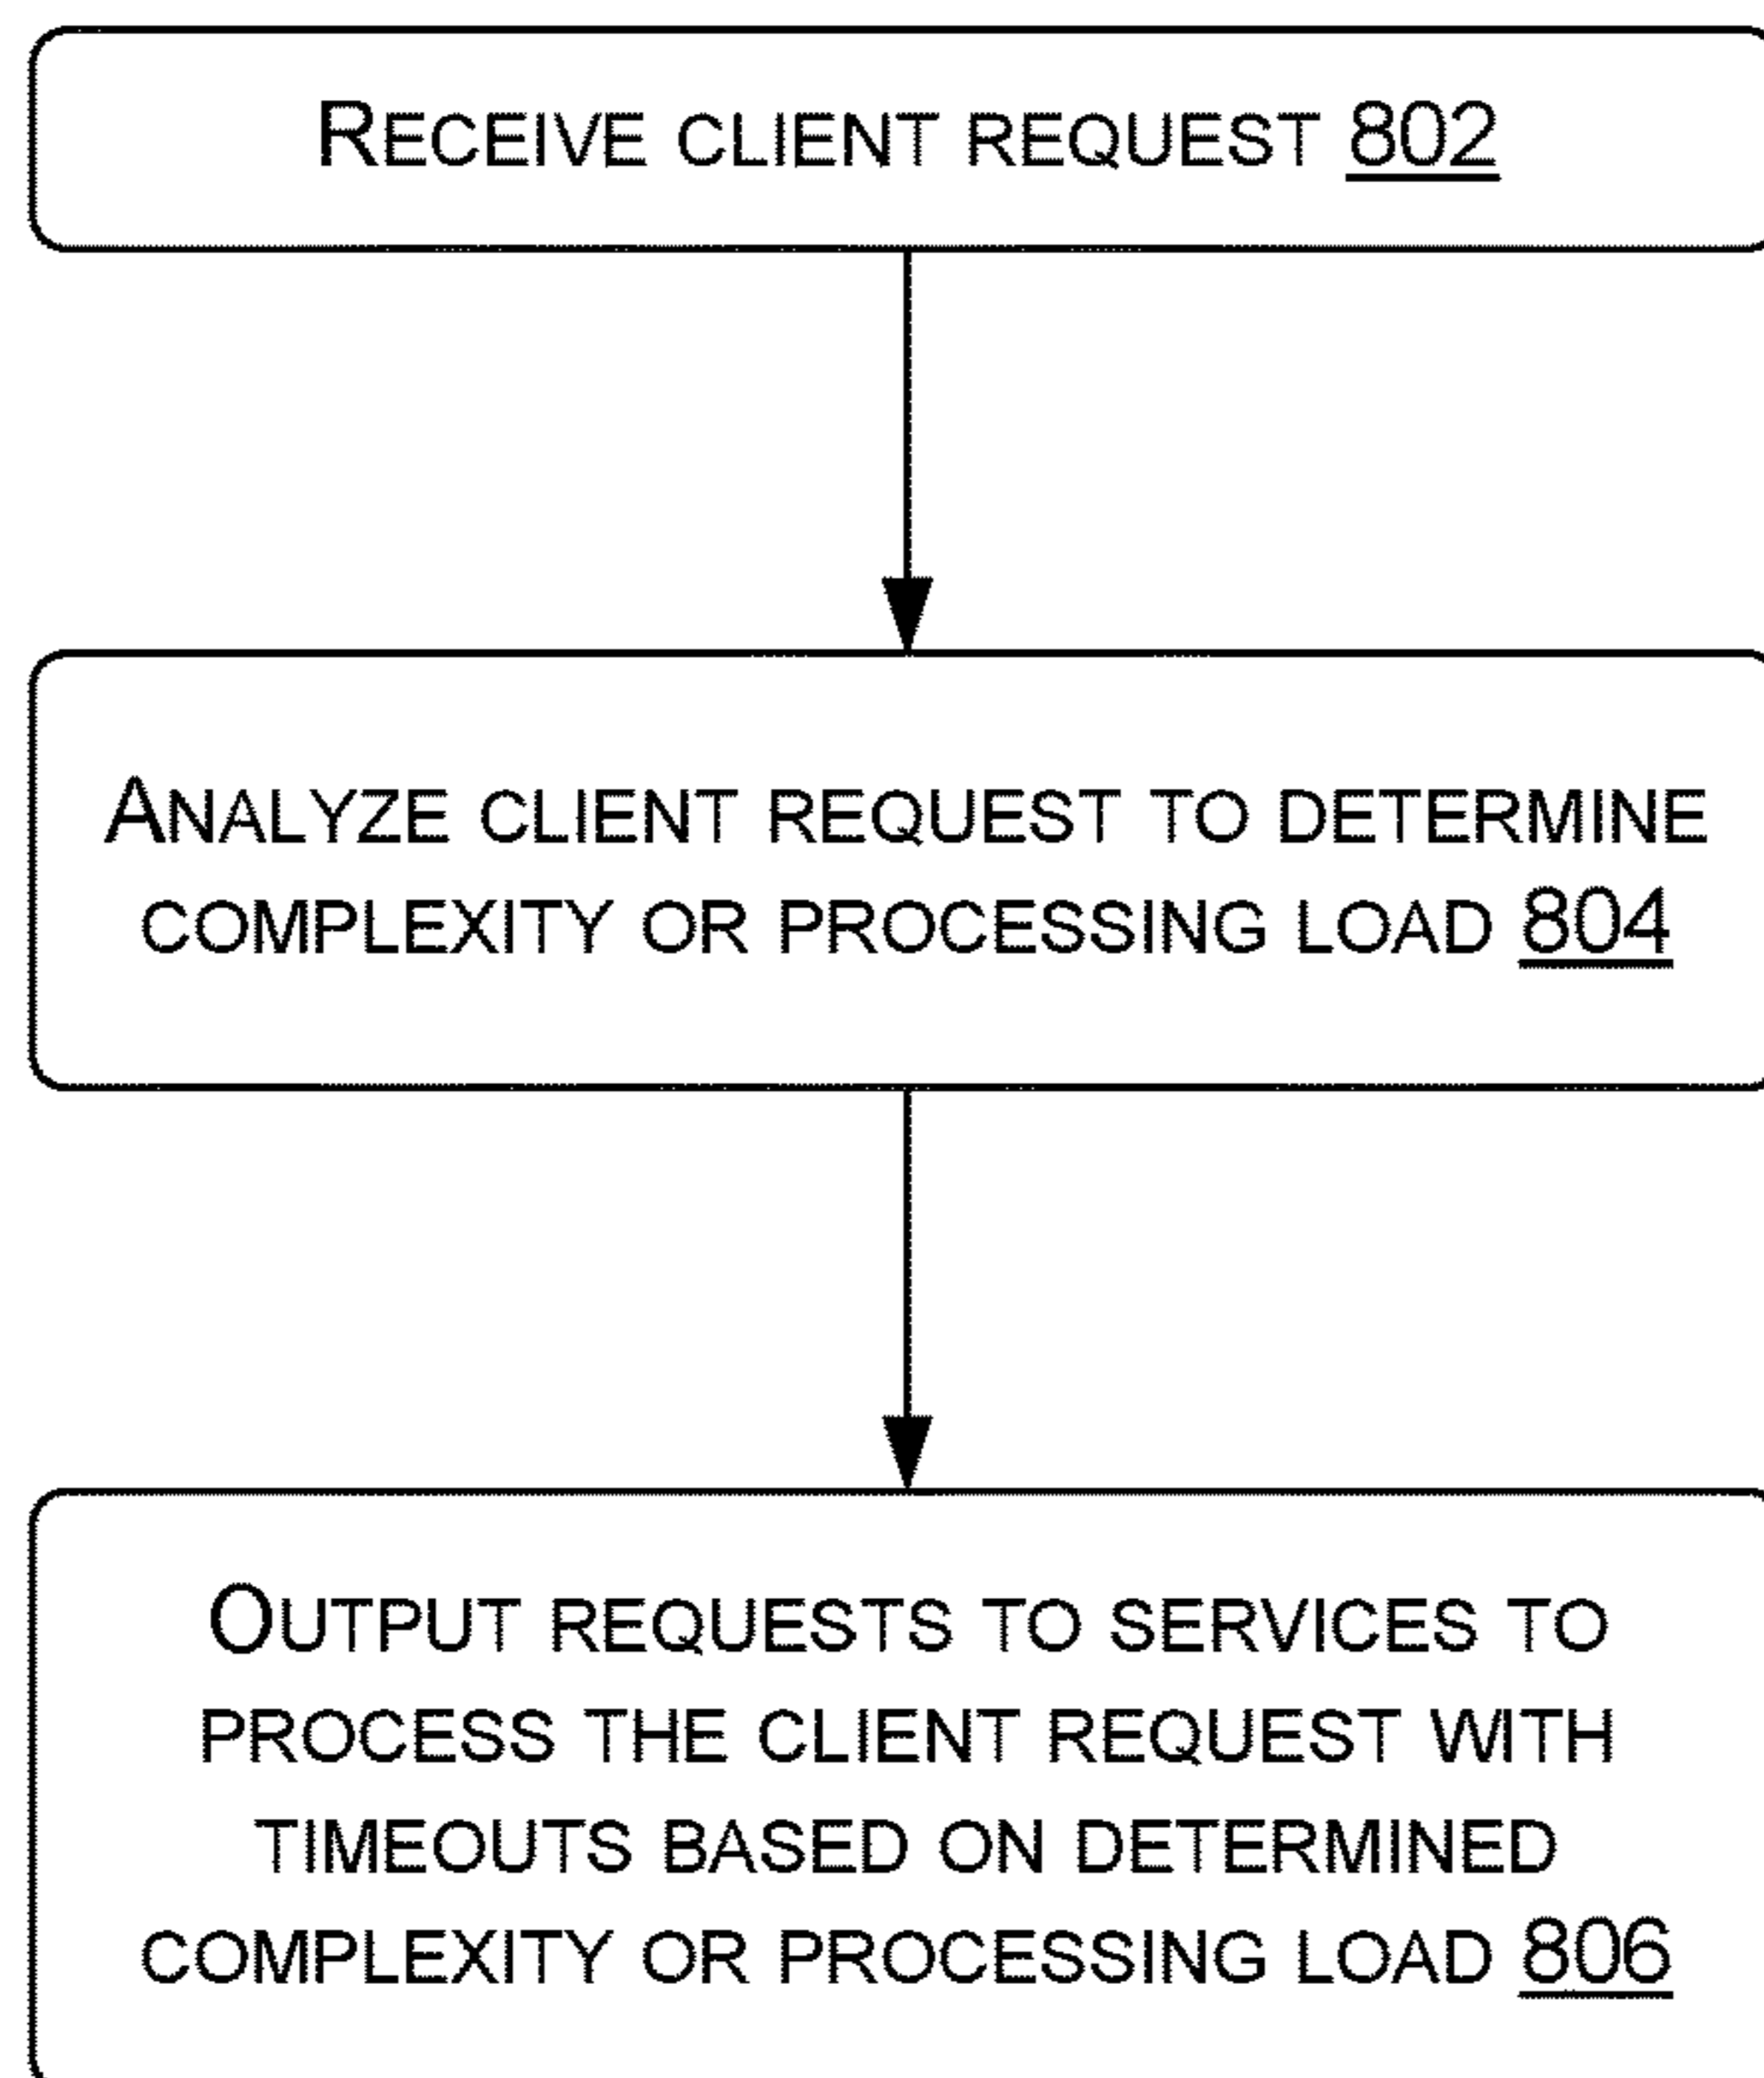 RECEIVE CLIENT REQUEST 802
ANALYZE CLIENT REQUEST TO DETERMINE
COMPLEXITY OR PROCESSING LOAD 804
OUTPUT REQUESTS TO SERVICES TO
PROCESS THE CLIENT REQUEST WITH
TIMEOUTS BASED ON DETERMINED
COMPLEXITY OR PROCESSING LOAD 806